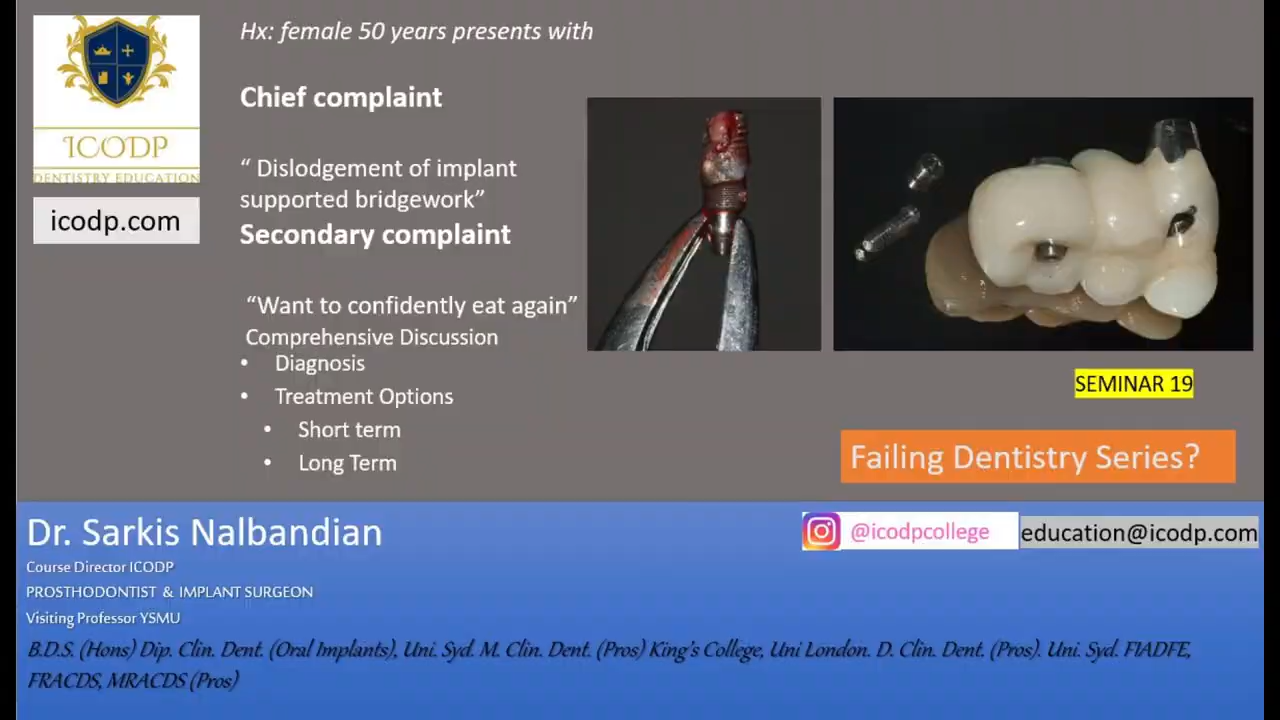 ICODP
DENTISTRY EDUCATION
icodp.com
Hx: female 50 years presents with
Chief complaint
“ Dislodgement of implant
supported bridgework”
Secondary complaint
“Want to confidently eat again”
Comprehensive Discussion
• Diagnosis
• Treatment Options
• Short term
• Long Term
SEMINAR 19
Failing Dentistry Series?
Dr. Sarkis Nalbandian
Course Director ICODP
PROSTHODONTIST & IMPLANT SURGEON
Visiting Professor YSMU
@icodpcollege
education@icodp.com
B.D.S. (Hons) Dip. Clin. Dent. (Oral Implants), Uni. Syd. M. Clin. Dent. (Pros) King's College, Uni London. D. Clin. Dent. (Pros). Uni. Syd. FIADFE,
FRACDS, MRACDS (Pros)